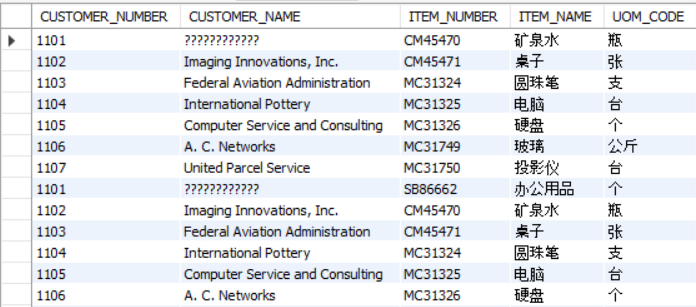 CUSTOMER_NUMBER CUSTOMER_NAME ITEM_NUMBER ITEM_NAME UOM_CODE
1101 ???????????? CM45470 矿泉水 瓶
1102 Imaging Innovations, Inc. CM45471 桌子 张
1103 Federal Aviation Administration MC31324 圆珠笔 支
1104 International Pottery MC31325 电脑 台
1105 Computer Service and Consulting MC31326 硬盘 个
1106 A. C. Networks MC31749 玻璃 公斤
1107 United Parcel Service MC31750 投影仪 台
1101 ???????????? SB86662 办公用品 个
1102 Imaging Innovations, Inc. CM45470 矿泉水 瓶
1103 Federal Aviation Administration CM45471 桌子 张
1104 International Pottery MC31324 圆珠笔 支
1105 Computer Service and Consulting MC31325 电脑 台
1106 A. C. Networks MC31326 硬盘 个